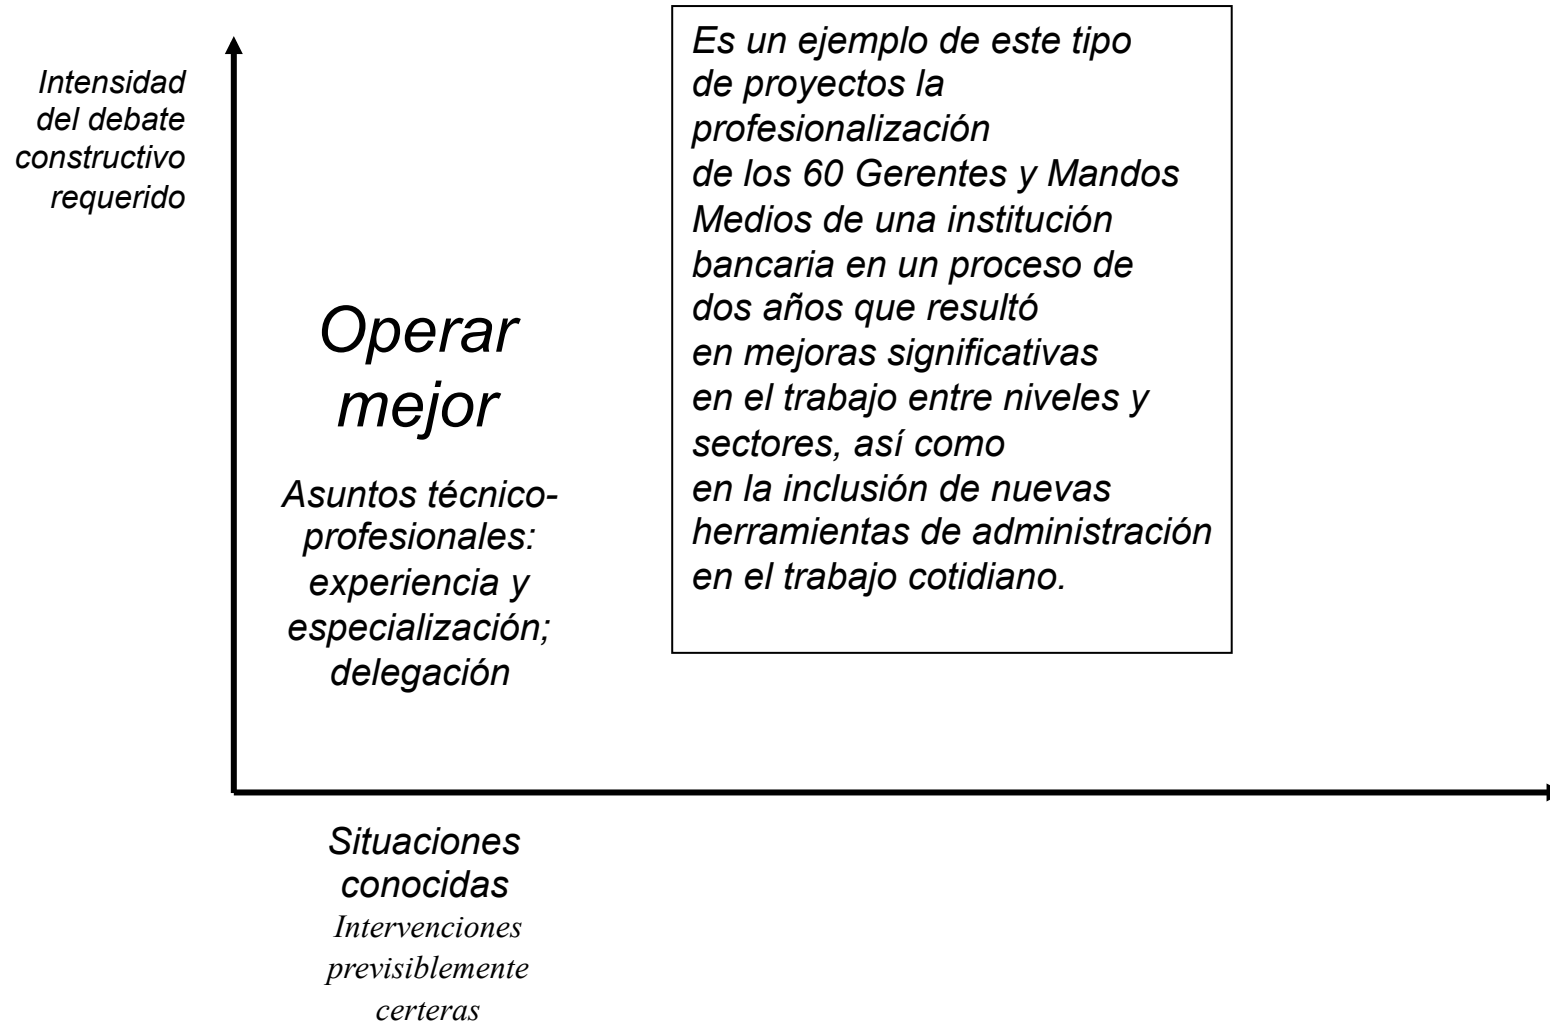 Intensidad
del debate
constructivo
requerido
Operar
mejor
Asuntos técnico-
profesionales:
experiencia y
especialización;
delegación
Es un ejemplo de este tipo
de proyectos la
profesionalización
de los 60 Gerentes y Mandos
Medios de una institución
bancaria en un proceso de
dos años que resultó
en mejoras significativas
en el trabajo entre niveles y
sectores, así como
en la inclusión de nuevas
herramientas de administración
en el trabajo cotidiano.
Situaciones
conocidas
Intervenciones
previsiblemente
certeras